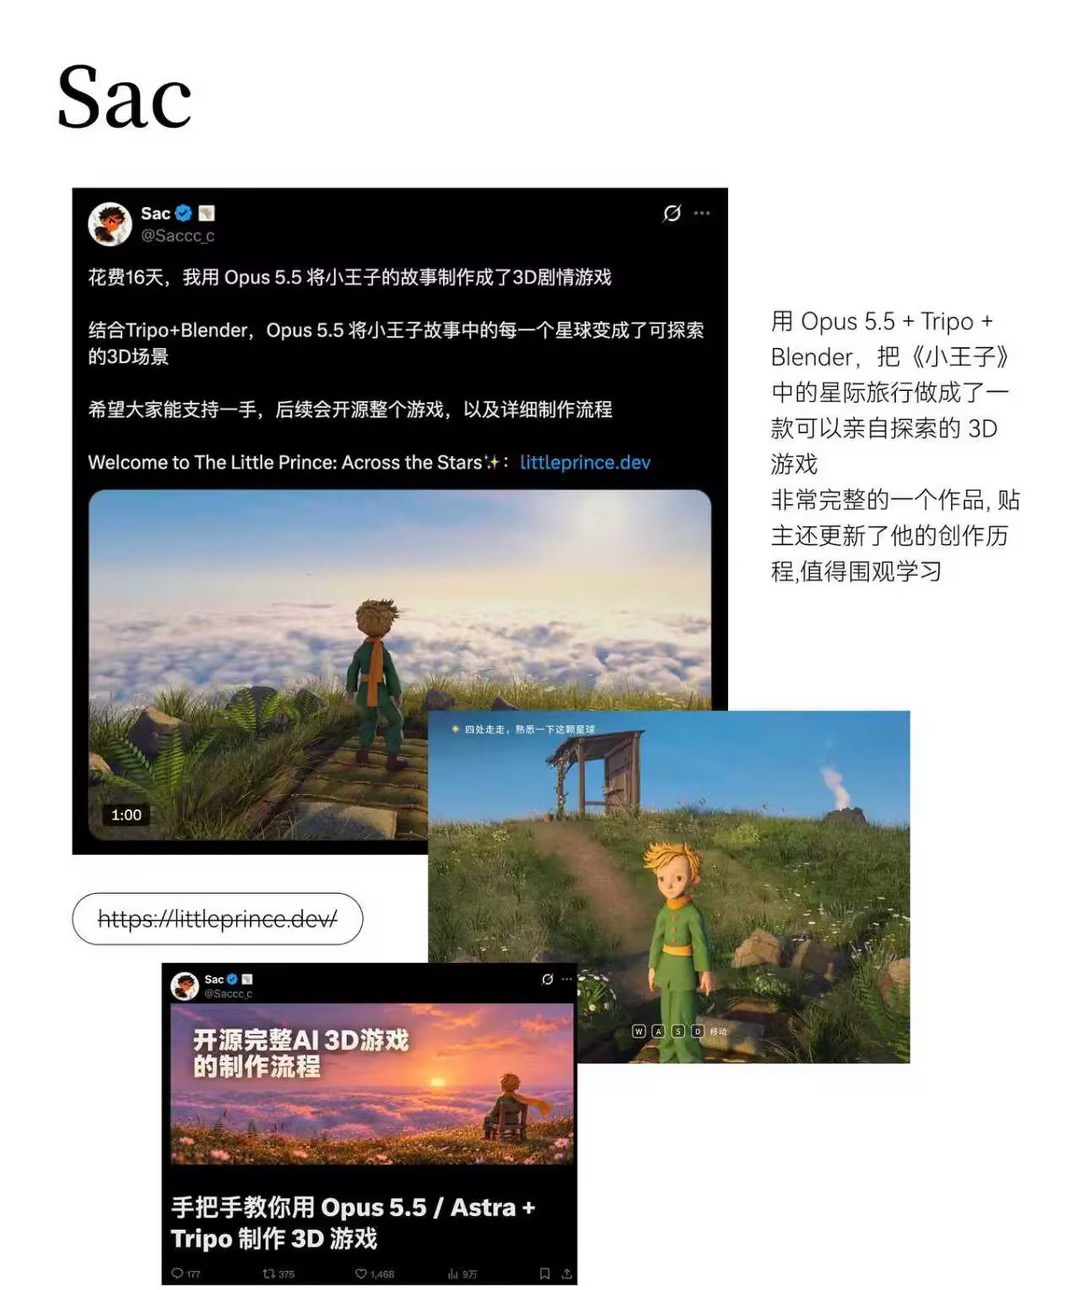 Sac
Sac
@Saccc_c
花费16天，我用 Opus 5.5 将小王子的故事制作成了3D剧情游戏
结合Tripo+Blender，Opus 5.5 将小王子故事中的每一个星球变成了可探索
的3D场景
希望大家能支持一手，后续会开源整个游戏，以及详细制作流程
Welcome to The Little Prince: Across the Stars✨：littleprince.dev
1:00
用 Opus 5.5 + Tripo +
Blender，把《小王子》
中的星际旅行做成了一
款可以亲自探索的 3D
游戏
非常完整的一个作品, 贴
主还更新了他的创作历
程,值得围观学习
四处走走，熟悉一下这颗星球
W A S D 移动
https://littleprince.dev/
Sac
@Saccc_c
开源完整AI 3D游戏
的制作流程
手把手教你用 Opus 5.5 / Astra +
Tripo 制作 3D 游戏
177 375 1,468 9万